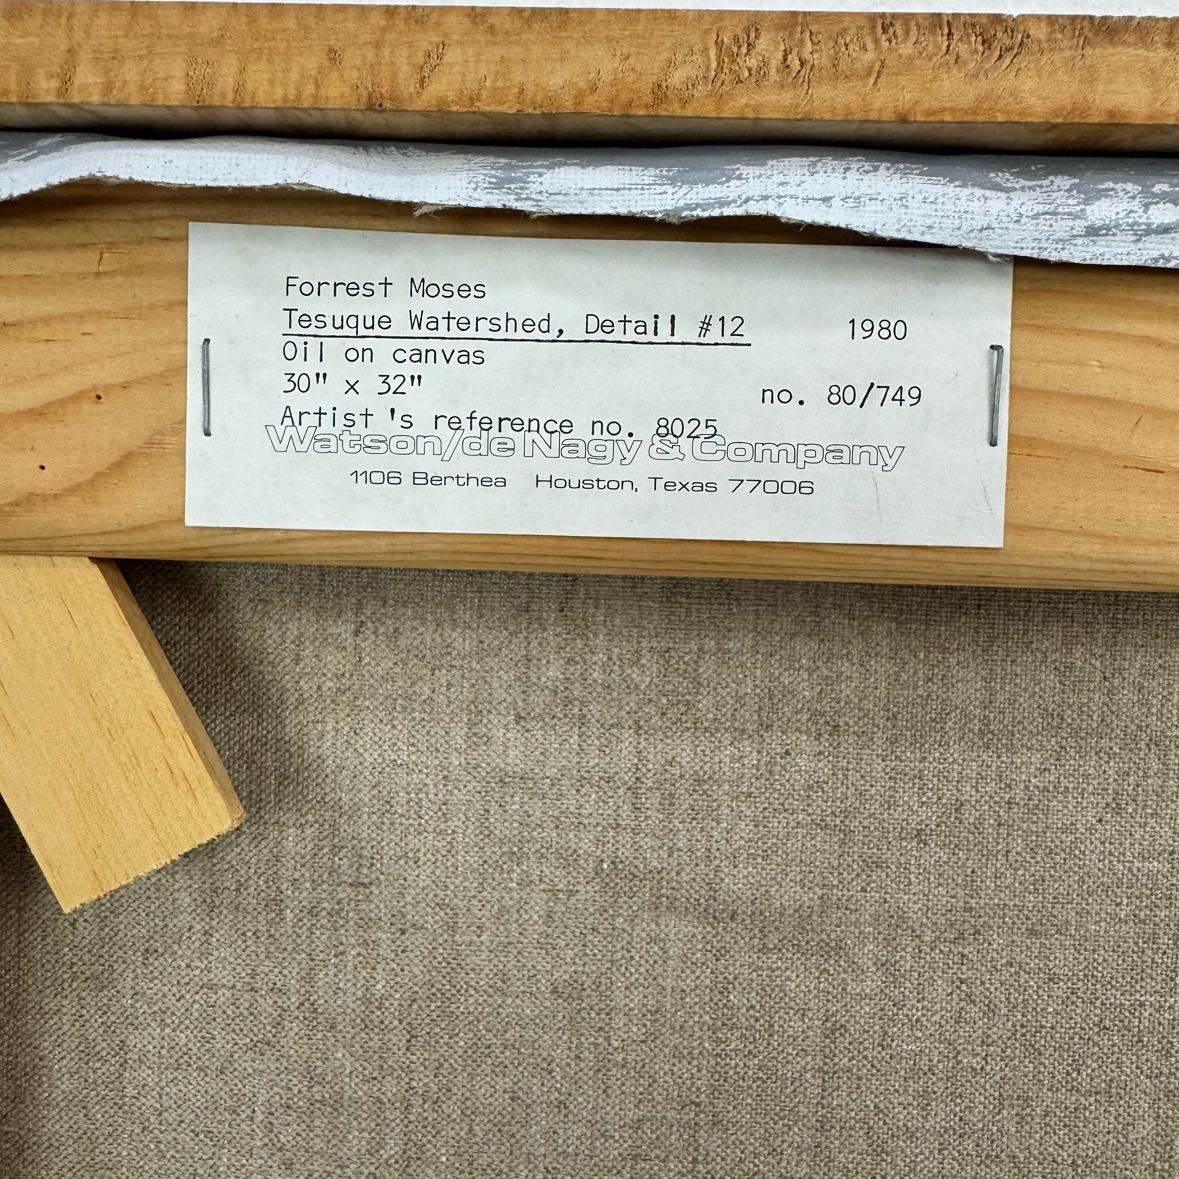 Forrest Moses
Tesuque Watershed, Detail #12 1980
Oil on canvas
30" x 32" no. 80/749
Artist 's reference no. 8025
Watson/de Nagy & Company
1106 Berthea Houston, Texas 77006